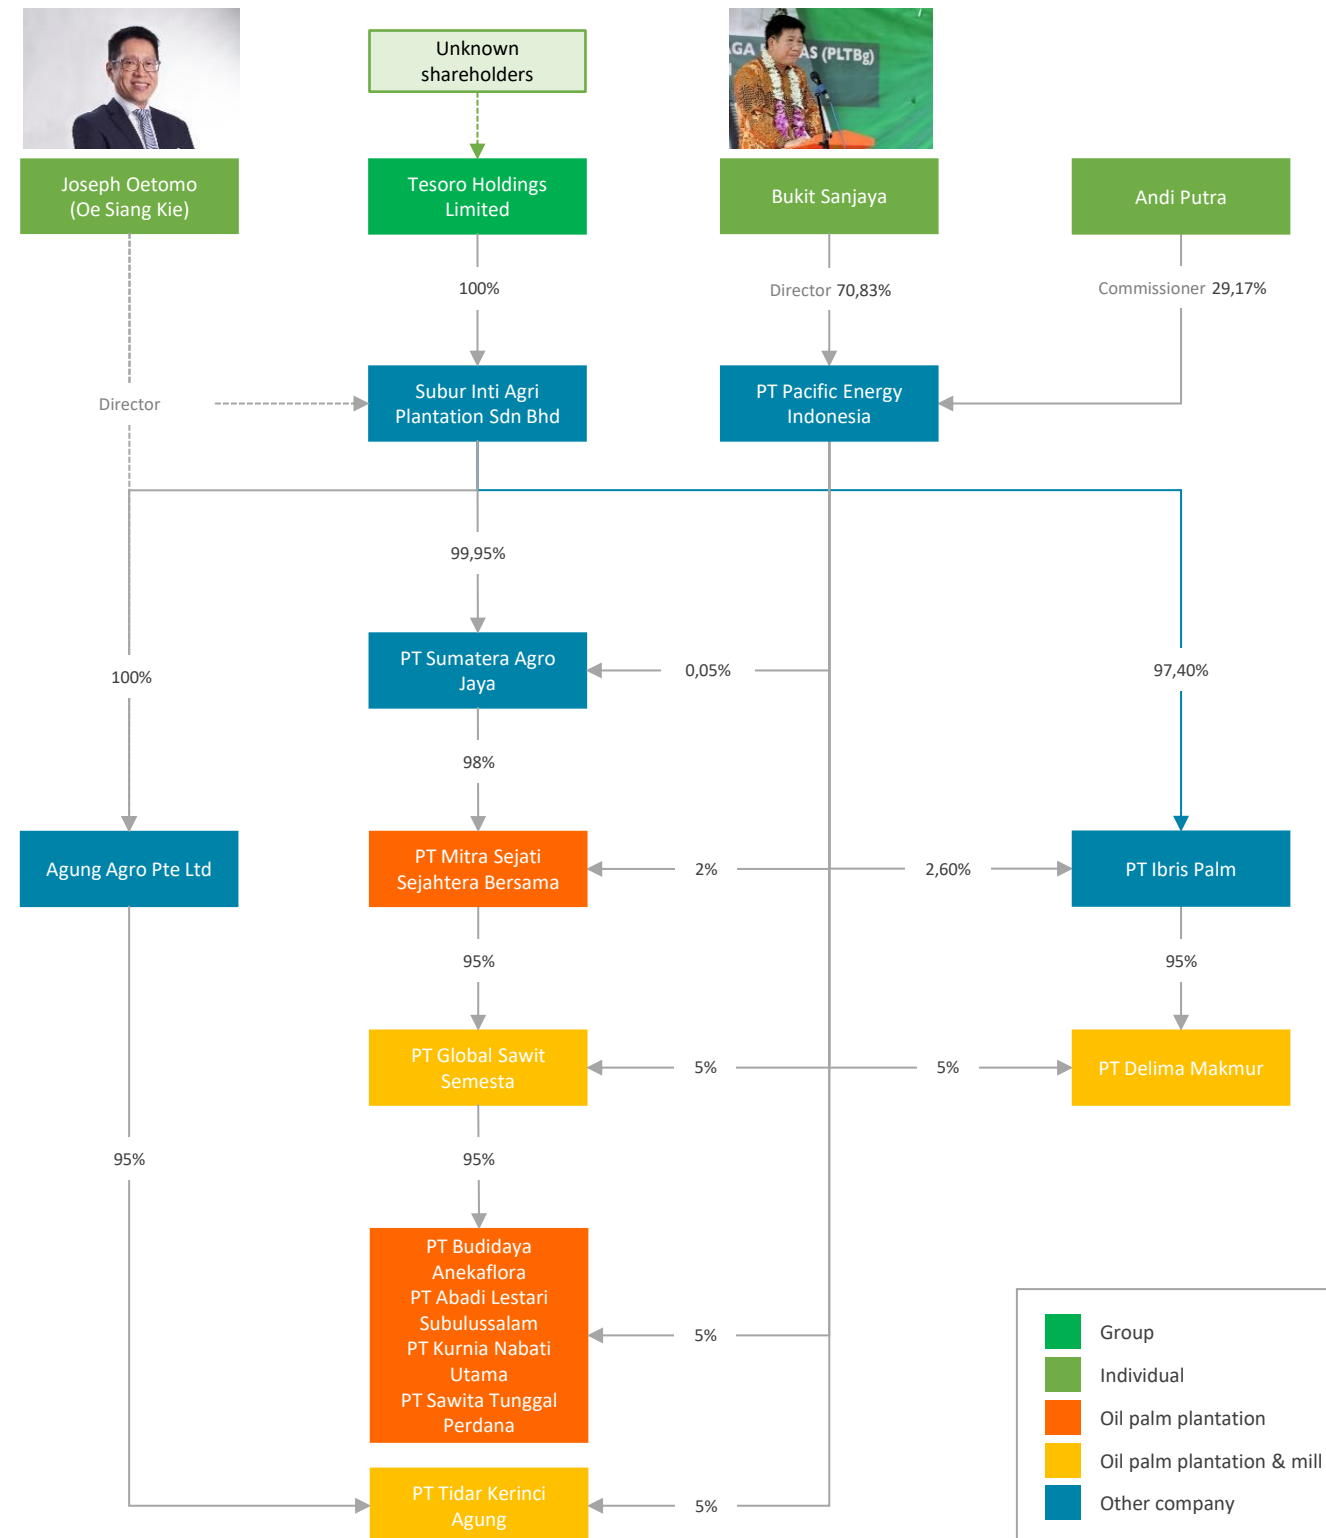 Unknown
shareholders
AGA
AS (PLTBg)
Joseph Oetomo
(Oe Siang Kie)
Tesoro Holdings
Limited
Bukit Sanjaya
Andi Putra
100%
Director 70,83%
Commissioner 29,17%
Director
Subur Inti Agri
Plantation Sdn Bhd
PT Pacific Energy
Indonesia
99,95%
100%
PT Sumatera Agro
Jaya
0,05%
97,40%
98%
Agung Agro Pte Ltd
PT Mitra Sejati
Sejahtera Bersama
2%
2,60%
PT Ibris Palm
95%
95%
PT Global Sawit
Semesta
5%
5%
PT Delima Makmur
95%
95%
PT Budidaya
Anekaflora
PT Abadi Lestari
Subulussalam
PT Kurnia Nabati
Utama
PT Sawita Tunggal
Perdana
5%
PT Tidar Kerinci
Agung
5%
Group
Individual
Oil palm plantation
Oil palm plantation & mill
Other company